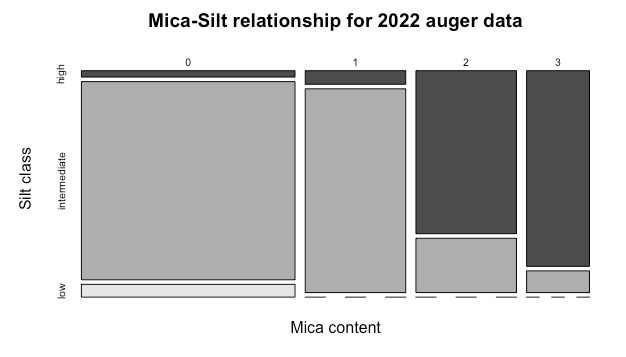 Mica-Silt relationship for 2022 auger data
0 1 2 3
high
intermediate
low
Silt class
Mica content